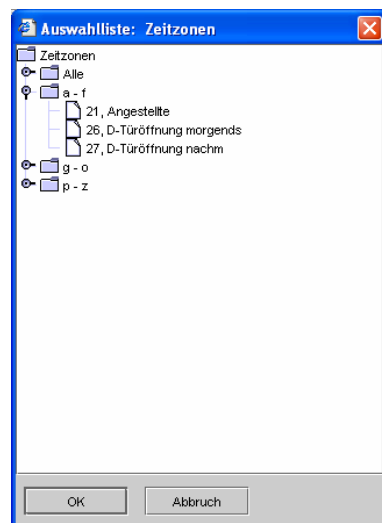 Auswahlliste: Zeitzonen
Zeitzonen
Alle
a - f
21, Angestellte
26, D-Türöffnung morgends
27, D-Türöffnung nachm
g - o
p - z
OK
Abbruch